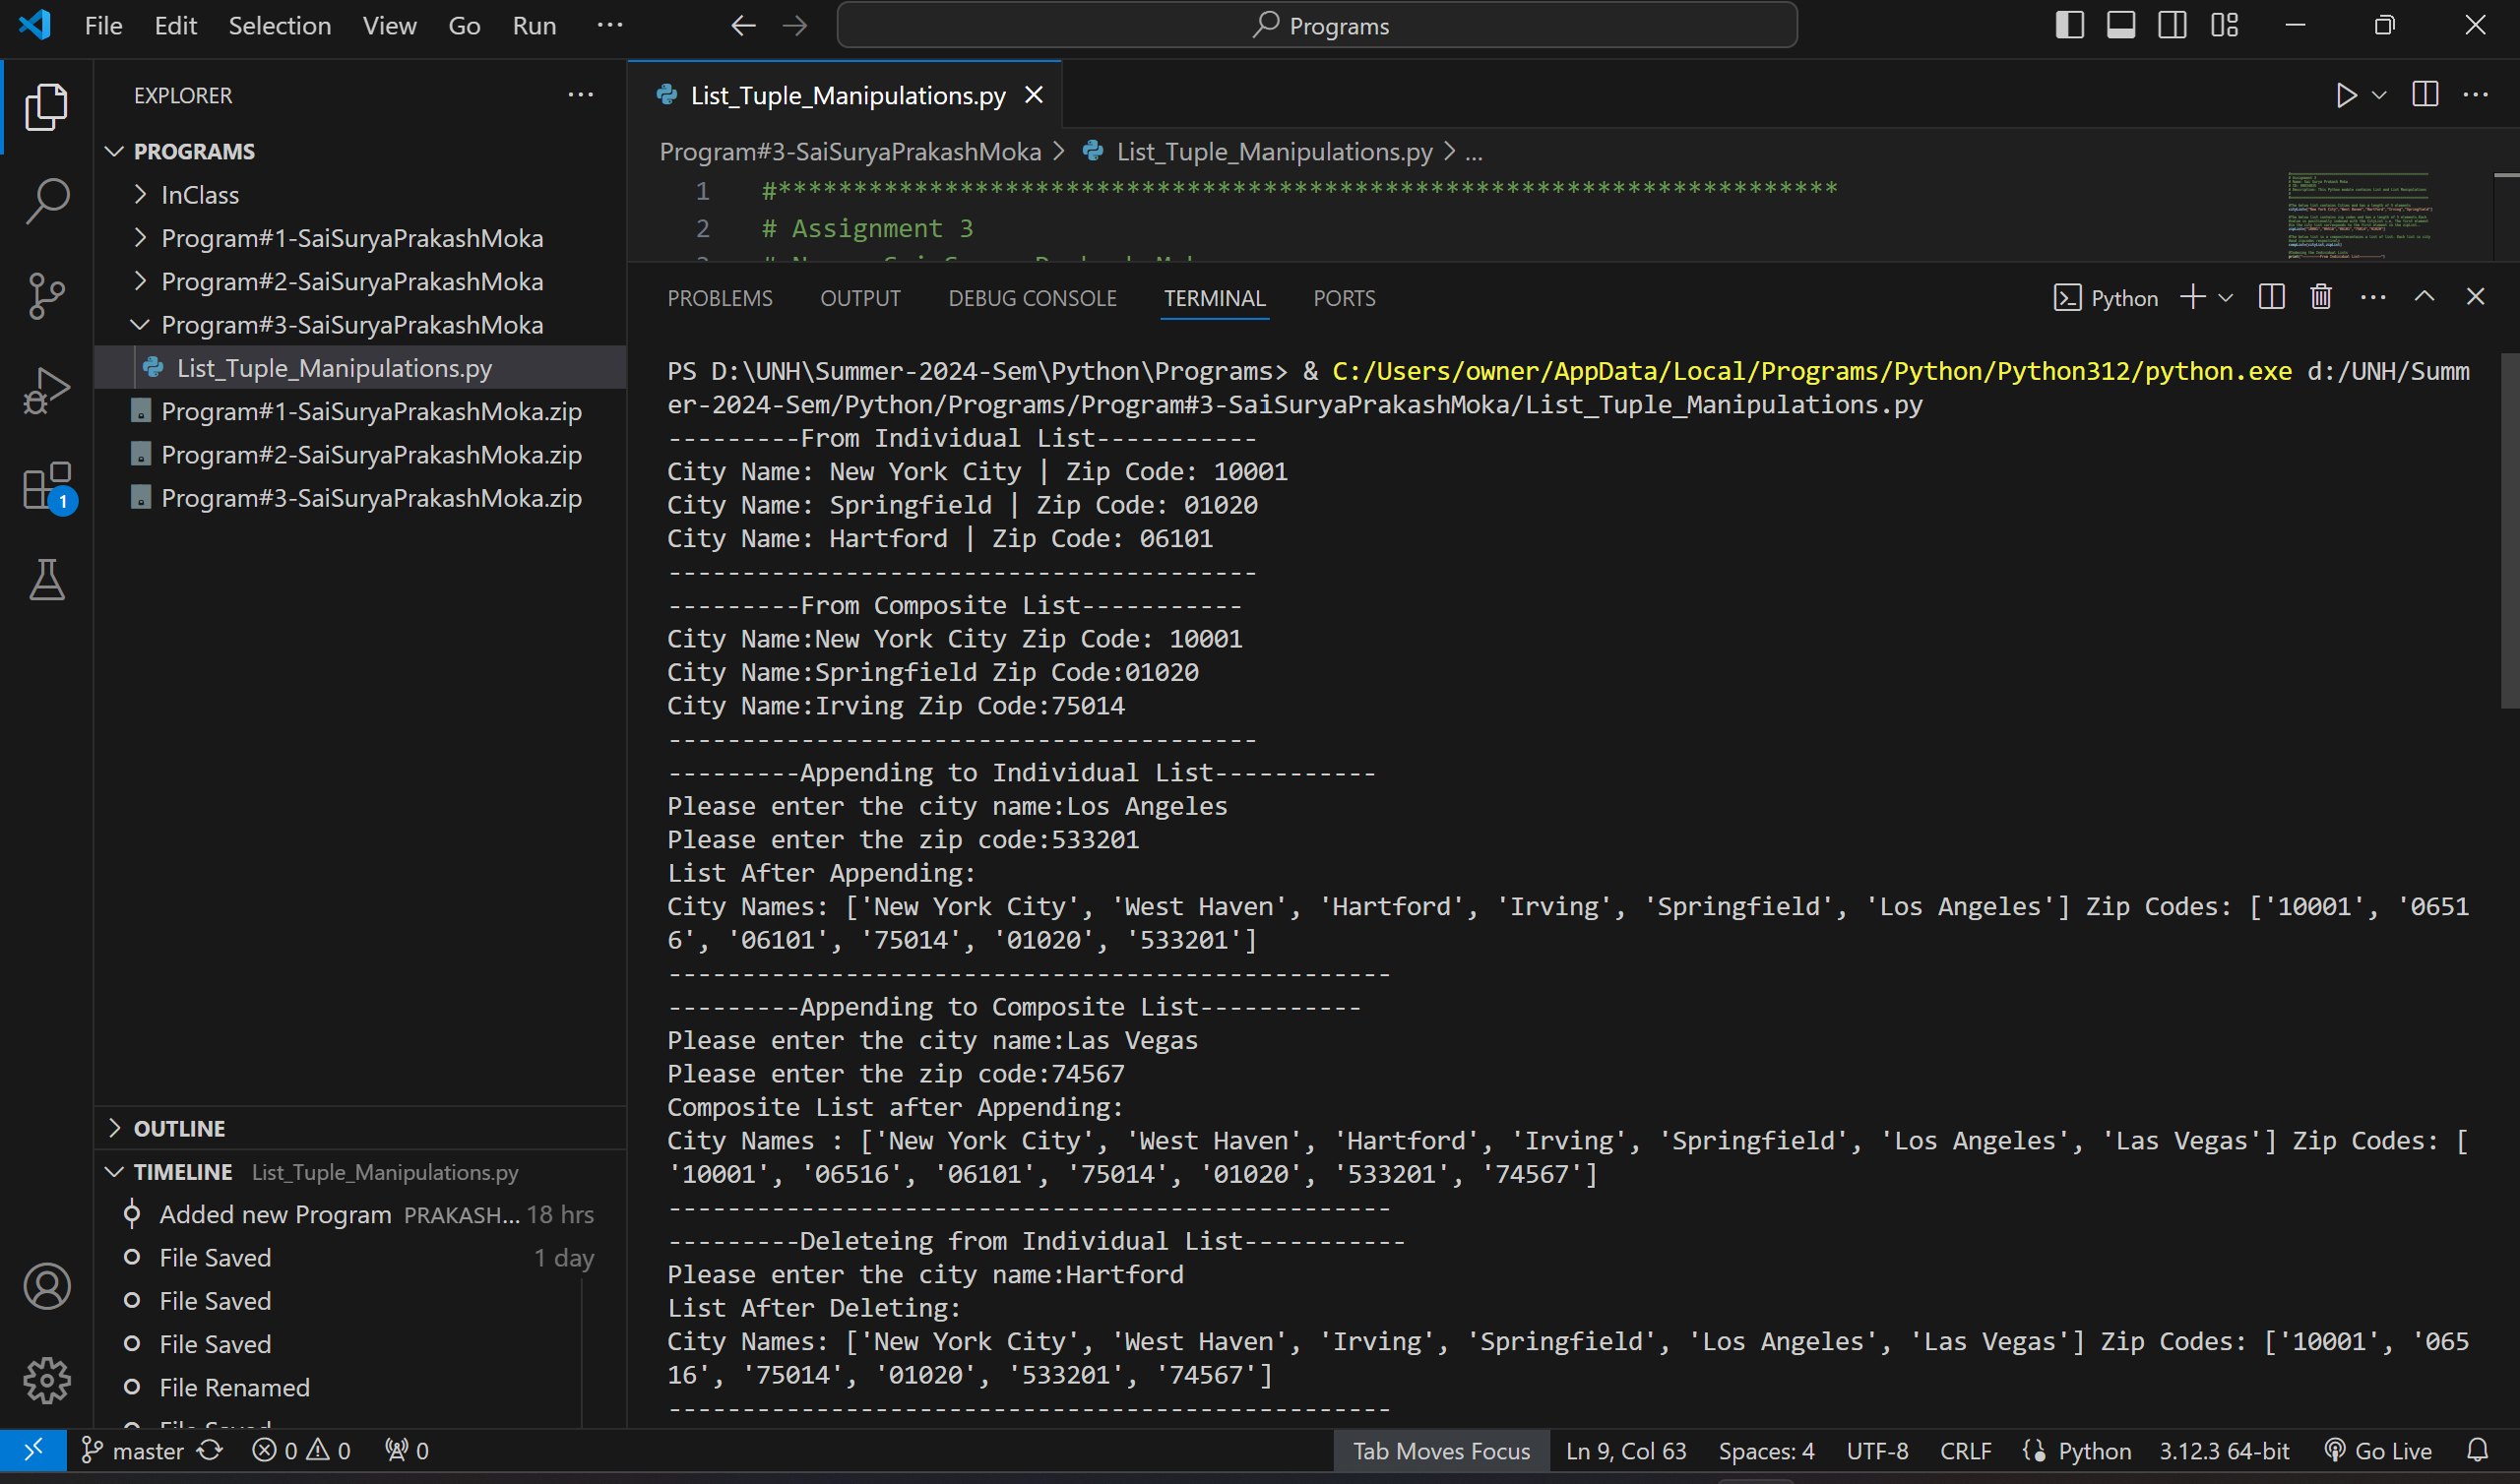 File Edit Selection View Go Run ···
Programs
EXPLORER
PROGRAMS
InClass
Program#1-SaiSuryaPrakashMoka
Program#2-SaiSuryaPrakashMoka
Program#3-SaiSuryaPrakashMoka
List_Tuple_Manipulations.py
Program#1-SaiSuryaPrakashMoka.zip
Program#2-SaiSuryaPrakashMoka.zip
Program#3-SaiSuryaPrakashMoka.zip
1
OUTLINE
TIMELINE List_Tuple_Manipulations.py
Added new Program PRAKASH... 18 hrs
File Saved 1 day
File Saved
File Saved
File Renamed
File Saved
List_Tuple_Manipulations.py
Program#3-SaiSuryaPrakashMoka > List_Tuple_Manipulations.py > ...
1 #***********************************************************************
2 # Assignment 3
PROBLEMS OUTPUT DEBUG CONSOLE TERMINAL PORTS
Python
PS D:\UNH\Summer-2024-Sem\Python\Programs> & C:/Users/owner/AppData/Local/Programs/Python/Python312/python.exe d:/UNH/Summ
er-2024-Sem/Python/Programs/Program#3-SaiSuryaPrakashMoka/List_Tuple_Manipulations.py
---------From Individual List-----------
City Name: New York City | Zip Code: 10001
City Name: Springfield | Zip Code: 01020
City Name: Hartford | Zip Code: 06101
----------------------------------------
---------From Composite List-----------
City Name:New York City Zip Code: 10001
City Name:Springfield Zip Code:01020
City Name:Irving Zip Code:75014
----------------------------------------
---------Appending to Individual List-----------
Please enter the city name:Los Angeles
Please enter the zip code:533201
List After Appending:
City Names: ['New York City', 'West Haven', 'Hartford', 'Irving', 'Springfield', 'Los Angeles'] Zip Codes: ['10001', '0651
6', '06101', '75014', '01020', '533201']
-------------------------------------------------
---------Appending to Composite List-----------
Please enter the city name:Las Vegas
Please enter the zip code:74567
Composite List after Appending:
City Names : ['New York City', 'West Haven', 'Hartford', 'Irving', 'Springfield', 'Los Angeles', 'Las Vegas'] Zip Codes: [
'10001', '06516', '06101', '75014', '01020', '533201', '74567']
-------------------------------------------------
---------Deleteing from Individual List-----------
Please enter the city name:Hartford
List After Deleting:
City Names: ['New York City', 'West Haven', 'Irving', 'Springfield', 'Los Angeles', 'Las Vegas'] Zip Codes: ['10001', '065
16', '75014', '01020', '533201', '74567']
-------------------------------------------------
master 0 0 0 Tab Moves Focus Ln 9, Col 63 Spaces: 4 UTF-8 CRLF Python 3.12.3 64-bit Go Live